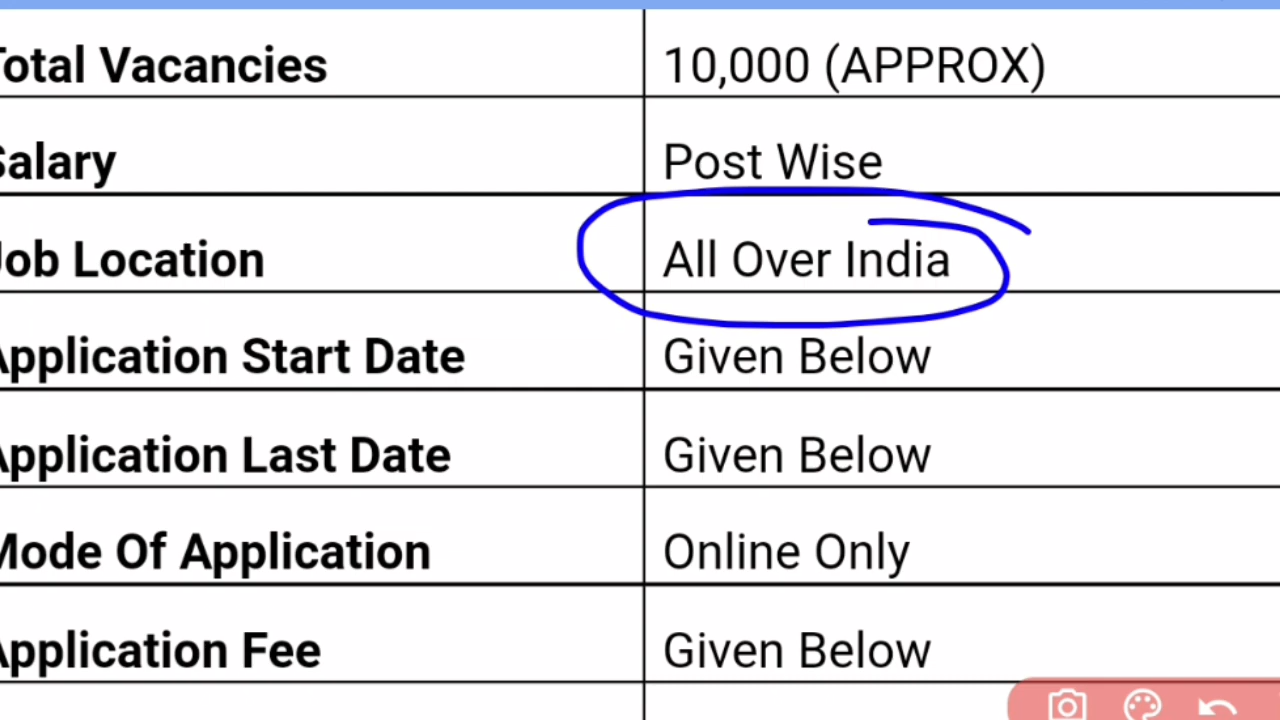 Total Vacancies 10,000 (APPROX)
Salary Post Wise
Job Location All Over India
Application Start Date Given Below
Application Last Date Given Below
Mode Of Application Online Only
Application Fee Given Below